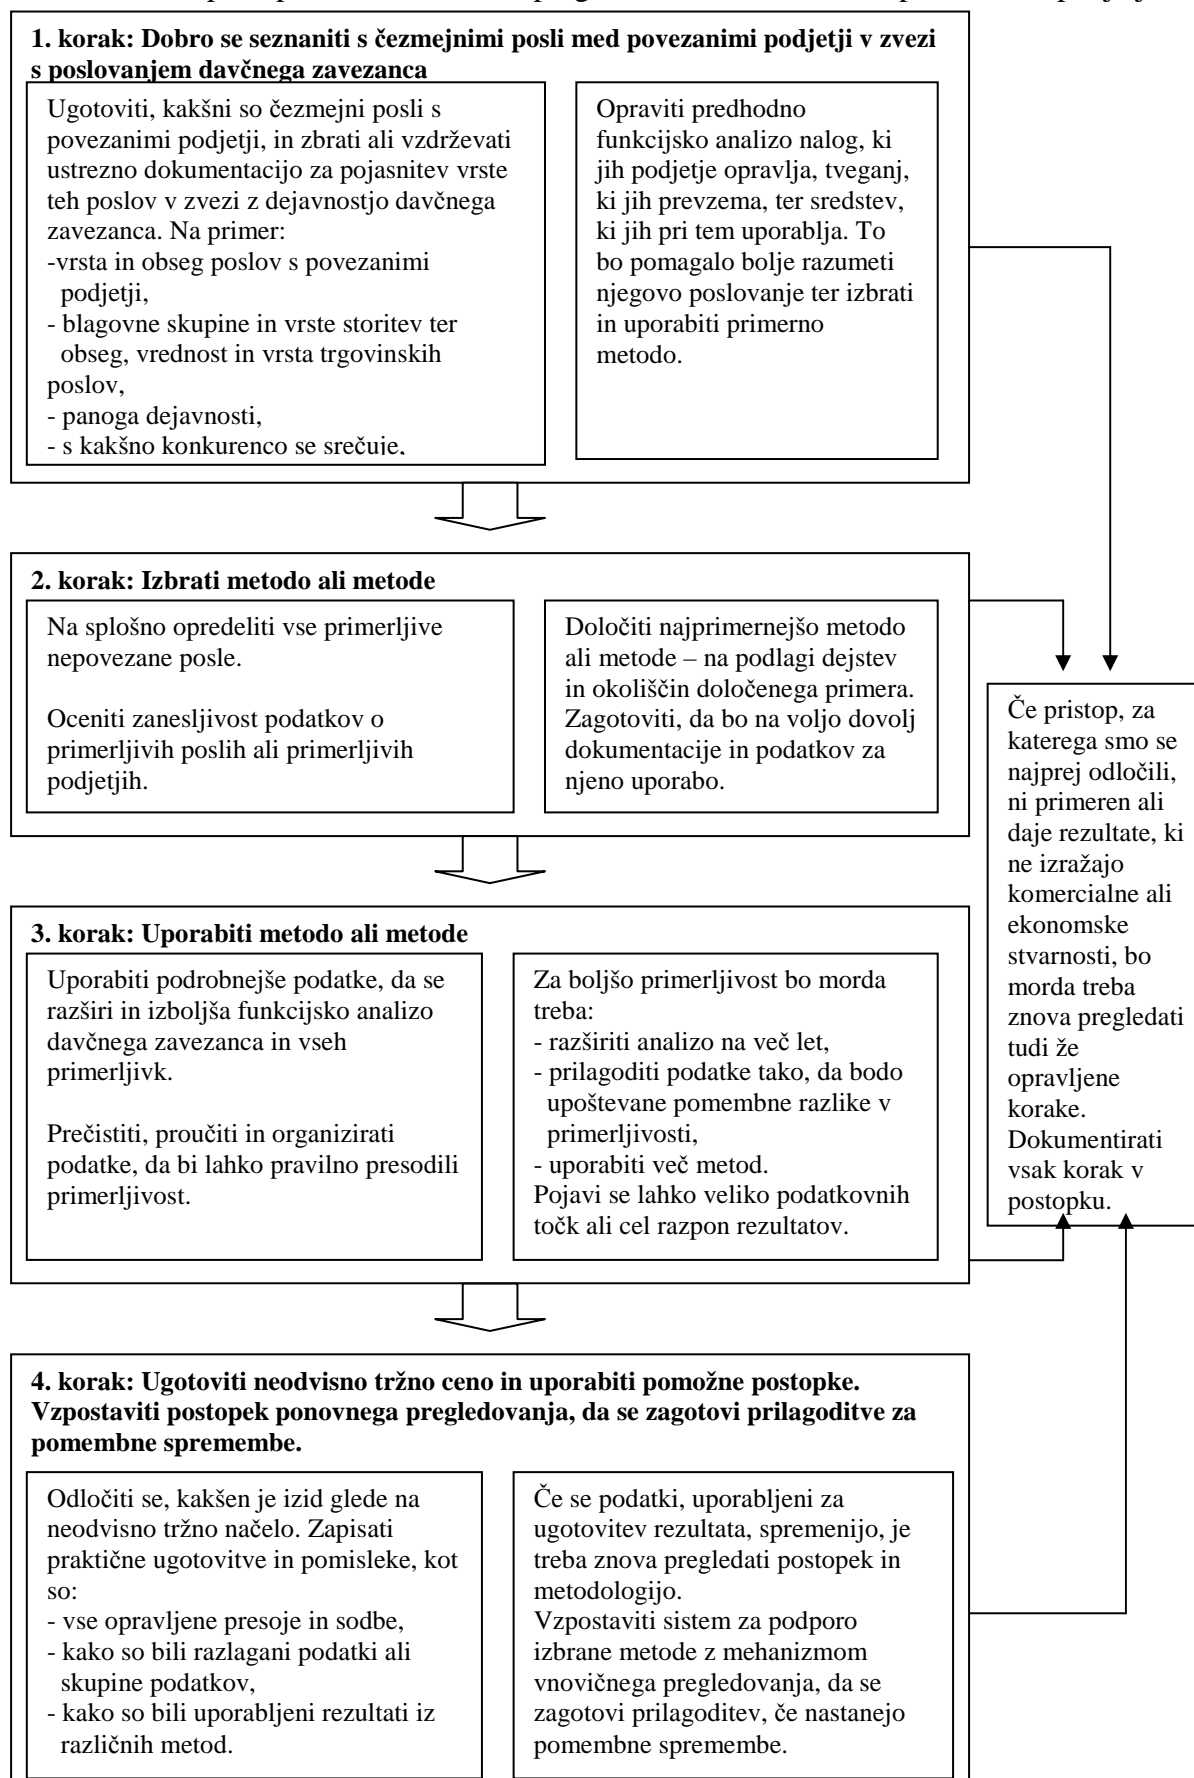 1. korak: Dobro se seznaniti s čezmejnimi posli med povezanimi podjetji v zvezi
s poslovanjem davčnega zavezanca
Ugotoviti, kakšni so čezmejni posli s
povezanimi podjetji, in zbrati ali vzdrževati
ustrezno dokumentacijo za pojasnitev vrste
teh poslov v zvezi z dejavnostjo davčnega
zavezanca. Na primer:
-vrsta in obseg poslov s povezanimi
podjetji,
- blagovne skupine in vrste storitev ter
obseg, vrednost in vrsta trgovinskih
poslov,
- panoga dejavnosti,
- s kakšno konkurenco se srečuje,
Opraviti predhodno
funkcijsko analizo nalog, ki
jih podjetje opravlja, tveganj,
ki jih prevzema, ter sredstev,
ki jih pri tem uporablja. To
bo pomagalo bolje razumeti
njegovo poslovanje ter izbrati
in uporabiti primerno
metodo.
2. korak: Izbrati metodo ali metode
Na splošno opredeliti vse primerljive
nepovezane posle.
Oceniti zanesljivost podatkov o
primerljivih poslih ali primerljivih
podjetjih.
Določiti najprimernejšo metodo
ali metode – na podlagi dejstev
in okoliščin določenega primera.
Zagotoviti, da bo na voljo dovolj
dokumentacije in podatkov za
njeno uporabo.
Če pristop, za
katerega smo se
najprej odločili,
ni primeren ali
daje rezultate, ki
ne izražajo
komercialne ali
ekonomske
stvarnosti, bo
morda treba
znova pregledati
tudi že
opravljene
korake.
Dokumentirati
vsak korak v
postopku.
3. korak: Uporabiti metodo ali metode
Uporabiti podrobnejše podatke, da se
razširi in izboljša funkcijsko analizo
davčnega zavezanca in vseh
primerljivk.
Prečistiti, proučiti in organizirati
podatke, da bi lahko pravilno presodili
primerljivost.
Za boljšo primerljivost bo morda
treba:
- razširiti analizo na več let,
- prilagoditi podatke tako, da bodo
upoštevane pomembne razlike v
primerljivosti,
- uporabiti več metod.
Pojavi se lahko veliko podatkovnih
točk ali cel razpon rezultatov.
4. korak: Ugotoviti neodvisno tržno ceno in uporabiti pomožne postopke.
Vzpostaviti postopek ponovnega pregledovanja, da se zagotovi prilagoditve za
pomembne spremembe.
Odločiti se, kakšen je izid glede na
neodvisno tržno načelo. Zapisati
praktične ugotovitve in pomisleke, kot
so:
- vse opravljene presoje in sodbe,
- kako so bili razlagani podatki ali
skupine podatkov,
- kako so bili uporabljeni rezultati iz
različnih metod.
Če se podatki, uporabljeni za
ugotovitev rezultata, spremenijo, je
treba znova pregledati postopek in
metodologijo.
Vzpostaviti sistem za podporo
izbrane metode z mehanizmom
vnovičnega pregledovanja, da se
zagotovi prilagoditev, če nastanejo
pomembne spremembe.